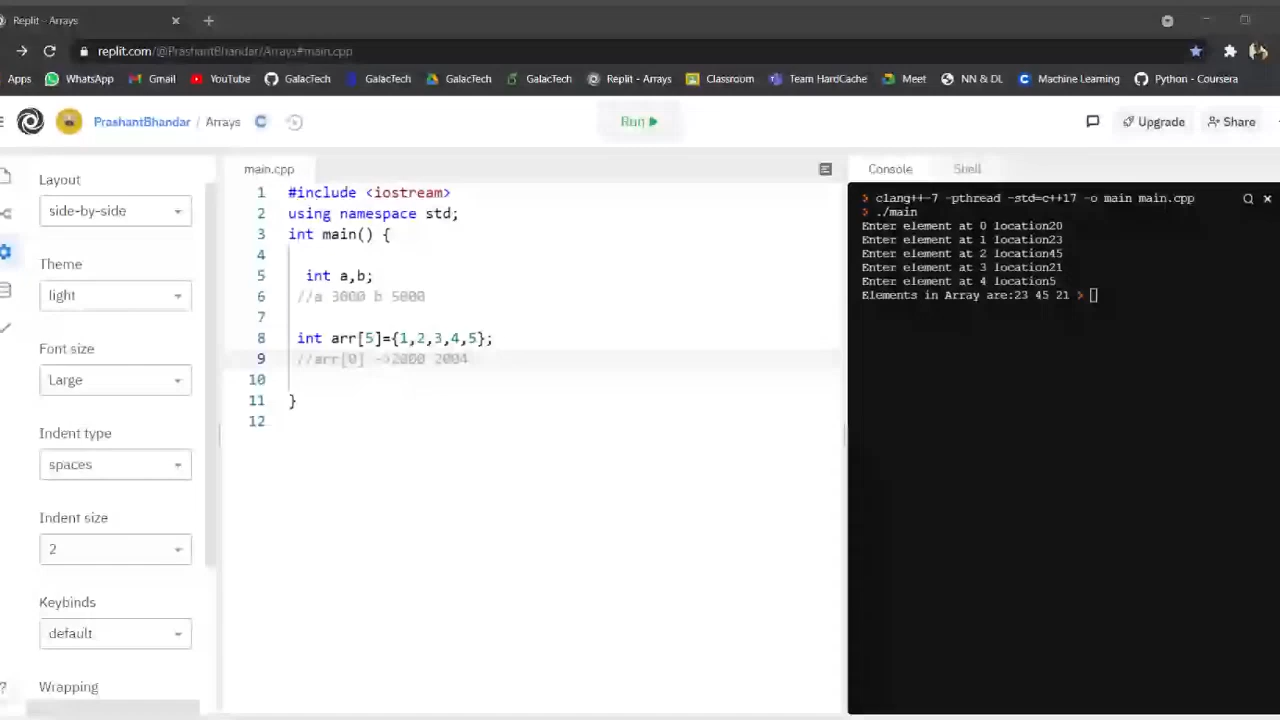 Replit - Arrays
replit.com/@PrashantBhandar/Arrays#main.cpp
Apps WhatsApp Gmail YouTube GalacTech GalacTech GalacTech GalacTech Replit - Arrays Classroom Team HardCache Meet NN & DL Machine Learning Python - Coursera
PrashantBhandar / Arrays
Run
Upgrade
Share
Layout
side-by-side
Theme
light
Font size
Large
Indent type
spaces
Indent size
2
Keybinds
default
Wrapping
main.cpp
1 #include <iostream>
2 using namespace std;
3 int main() {
4
5 int a,b;
6 //a 3000 b 5000
7
8 int arr[5]={1,2,3,4,5};
9 //arr[0] ->2000 2004
10
11 }
12
Console Shell
clang++-7 -pthread -std=c++17 -o main main.cpp
./main
Enter element at 0 location20
Enter element at 1 location23
Enter element at 2 location45
Enter element at 3 location21
Enter element at 4 location5
Elements in Array are:23 45 21